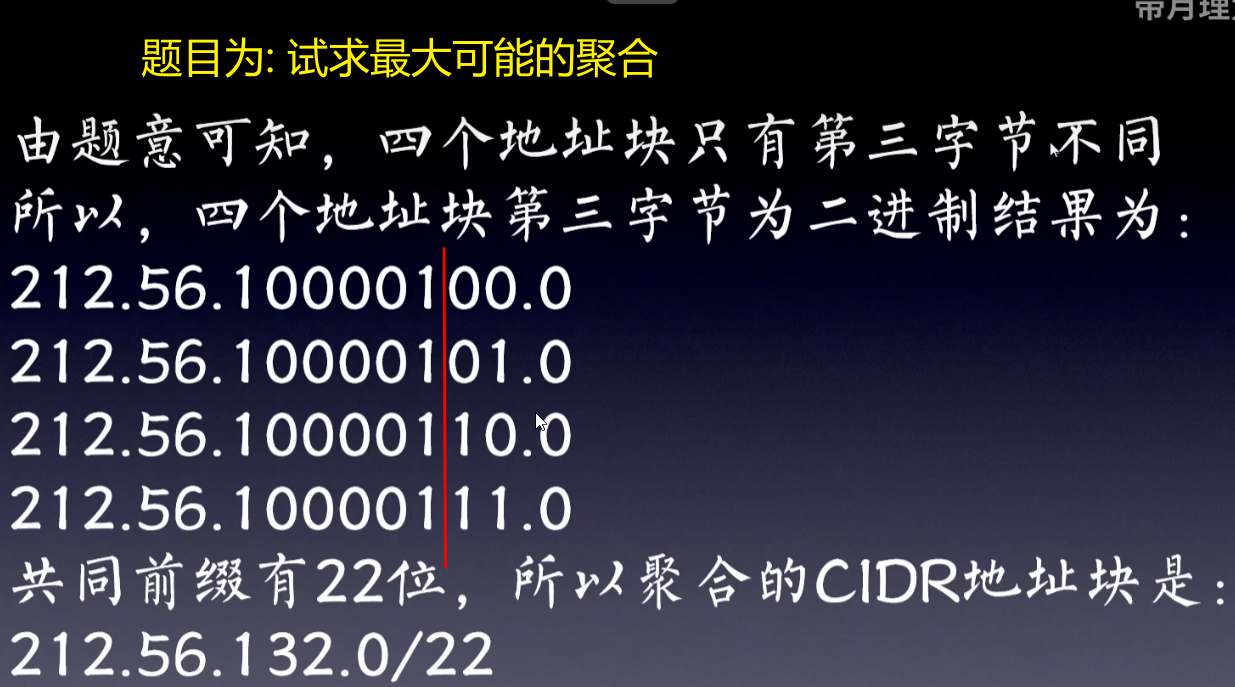 帝月理
题目为: 试求最大可能的聚合
由题意可知，四个地址块只有第三字节不同
所以，四个地址块第三字节为二进制结果为：
212.56.10000100.0
212.56.10000101.0
212.56.10000110.0
212.56.10000111.0
共同前缀有22位，所以聚合的CIDR地址块是：
212.56.132.0/22